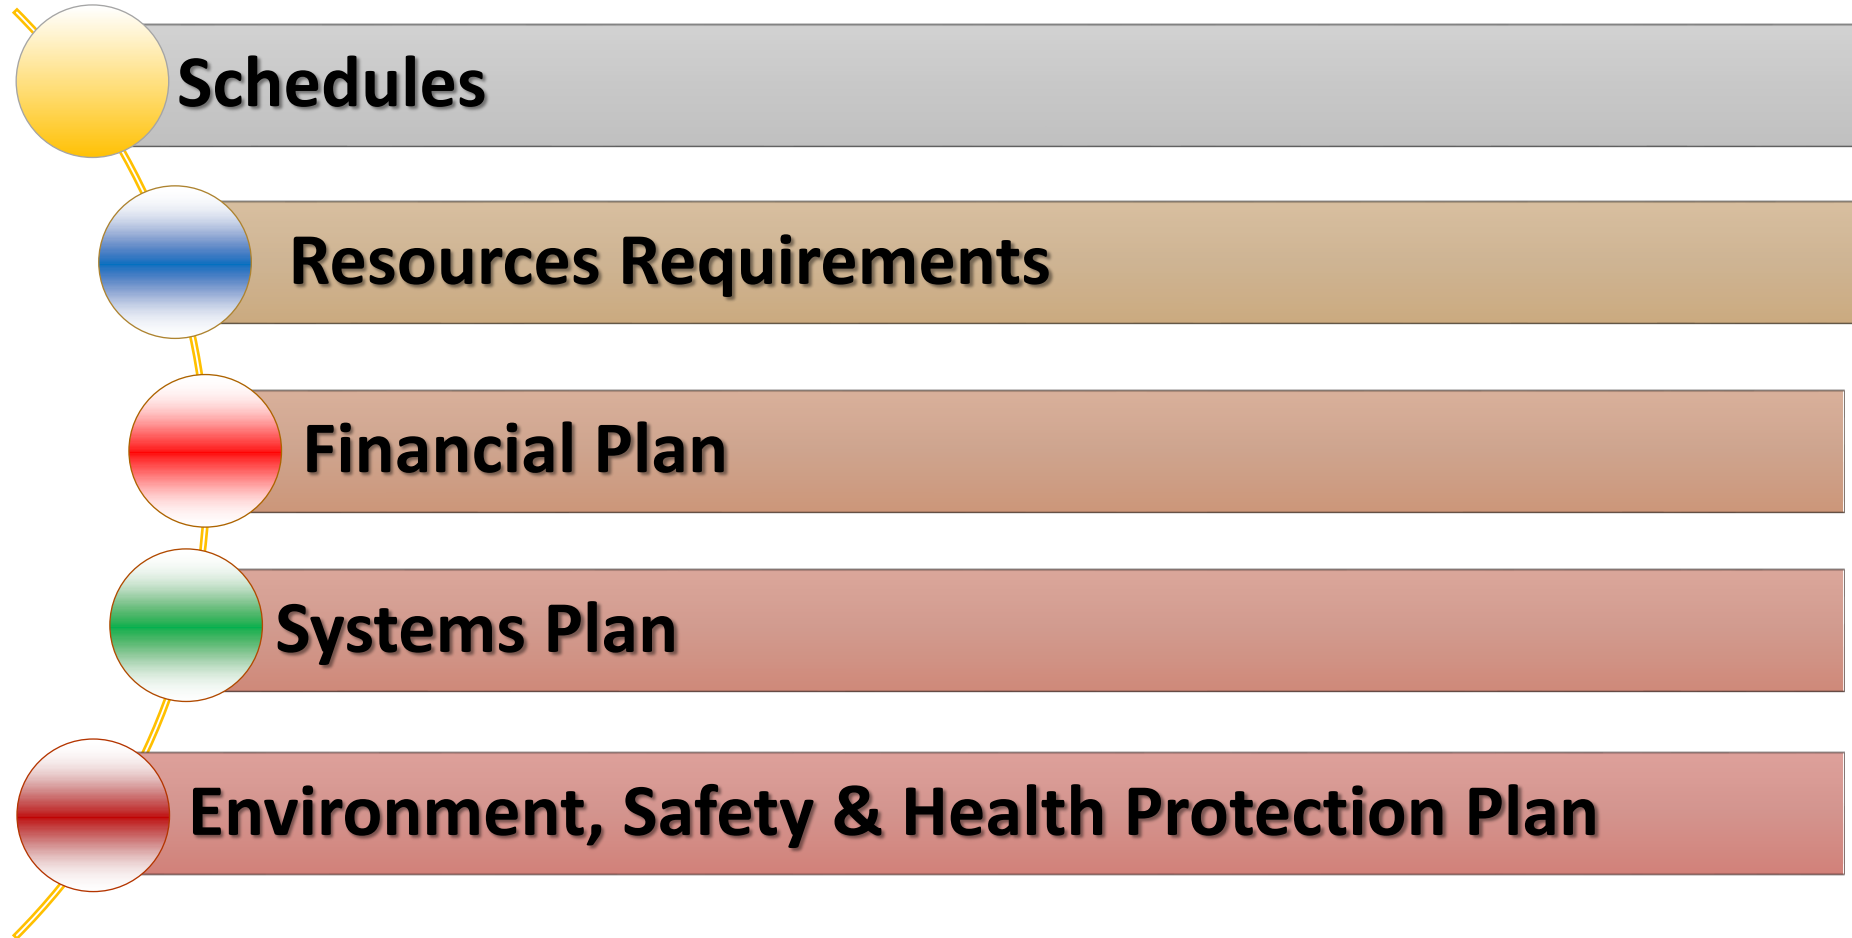 Schedules
Resources Requirements
Financial Plan
Systems Plan
Environment, Safety & Health Protection Plan